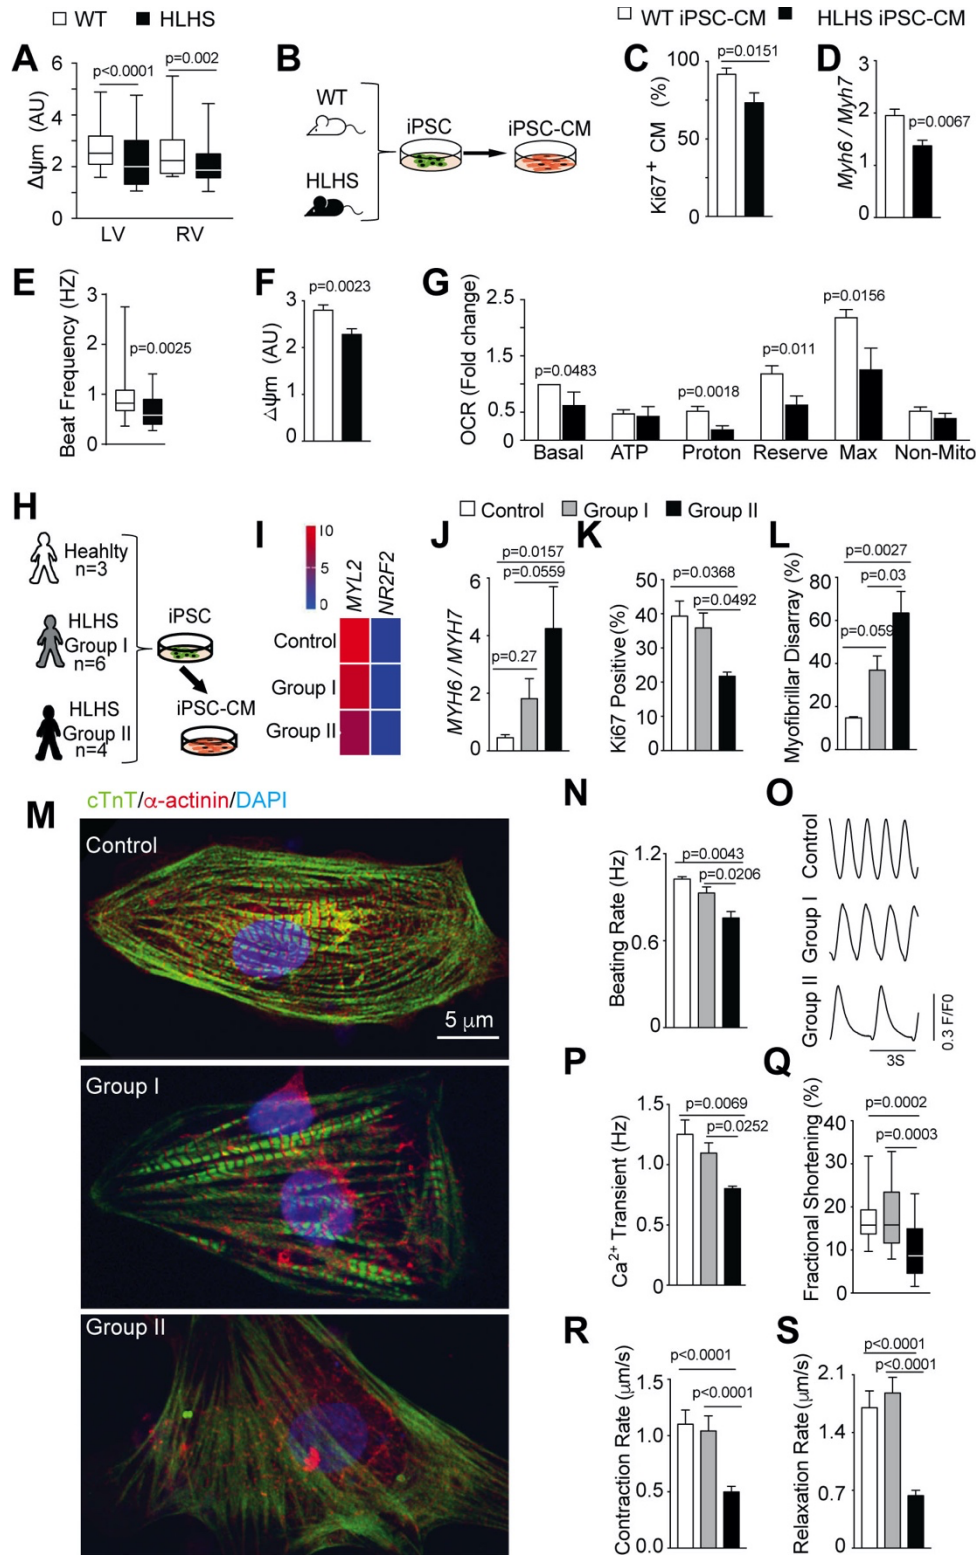 WT HLHS
WT iPSC-CM HLHS iPSC-CM
A
Δψm (AU)
6
4
2
0
p<0.0001
p=0.002
LV RV
B
WT
HLHS
iPSC
iPSC-CM
C
Ki67+ CM (%)
100
50
0
p=0.0151
D
Myh6 / Myh7
3
2
1
0
p=0.0067
E
Beat Frequency (HZ)
3
2
1
0
p=0.0025
F
Δψm (AU)
3
2
1
0
p=0.0023
G
OCR (Fold change)
2.5
1.5
0.5
0
p=0.0483
p=0.0018
p=0.011
p=0.0156
Basal ATP Proton Reserve Max Non-Mito
H
Heahlty
n=3
HLHS
Group I
n=6
HLHS
Group II
n=4
iPSC
iPSC-CM
Control Group I Group II
I
10
5
0
MYL2 NR2F2
Control
Group I
Group II
J
MYH6 / MYH7
6
4
2
0
p=0.0157
p=0.0559
p=0.27
K
Ki67 Positive (%)
50
40
30
20
10
0
p=0.0368
p=0.0492
L
Myofibrillar Disarray (%)
80
60
40
20
0
p=0.0027
p=0.03
p=0.059
M
cTnT/α-actinin/DAPI
Control
5 μm
Group I
Group II
N
Beating Rate (Hz)
1.2
0.6
0
p=0.0043
p=0.0206
O
Control
Group I
Group II
0.3 F/F0
3S
P
Ca2+ Transient (Hz)
1.5
1.0
0.5
0
p=0.0069
p=0.0252
Q
Fractional Shortening (%)
40
30
20
10
0
p=0.0002
p=0.0003
R
Contraction Rate (μm/s)
1.5
1.0
0.5
0
p<0.0001
p<0.0001
S
Relaxation Rate (μm/s)
2.1
1.4
0.7
0
p<0.0001
p<0.0001